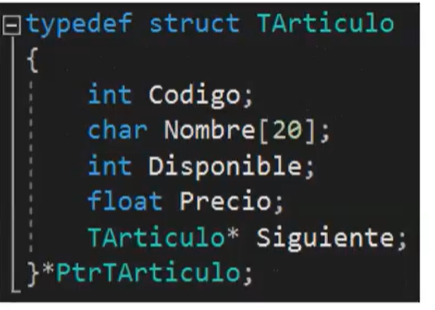 typedef struct TArticulo
{
int Codigo;
char Nombre[20];
int Disponible;
float Precio;
TArticulo* Siguiente;
}*PtrTArticulo;